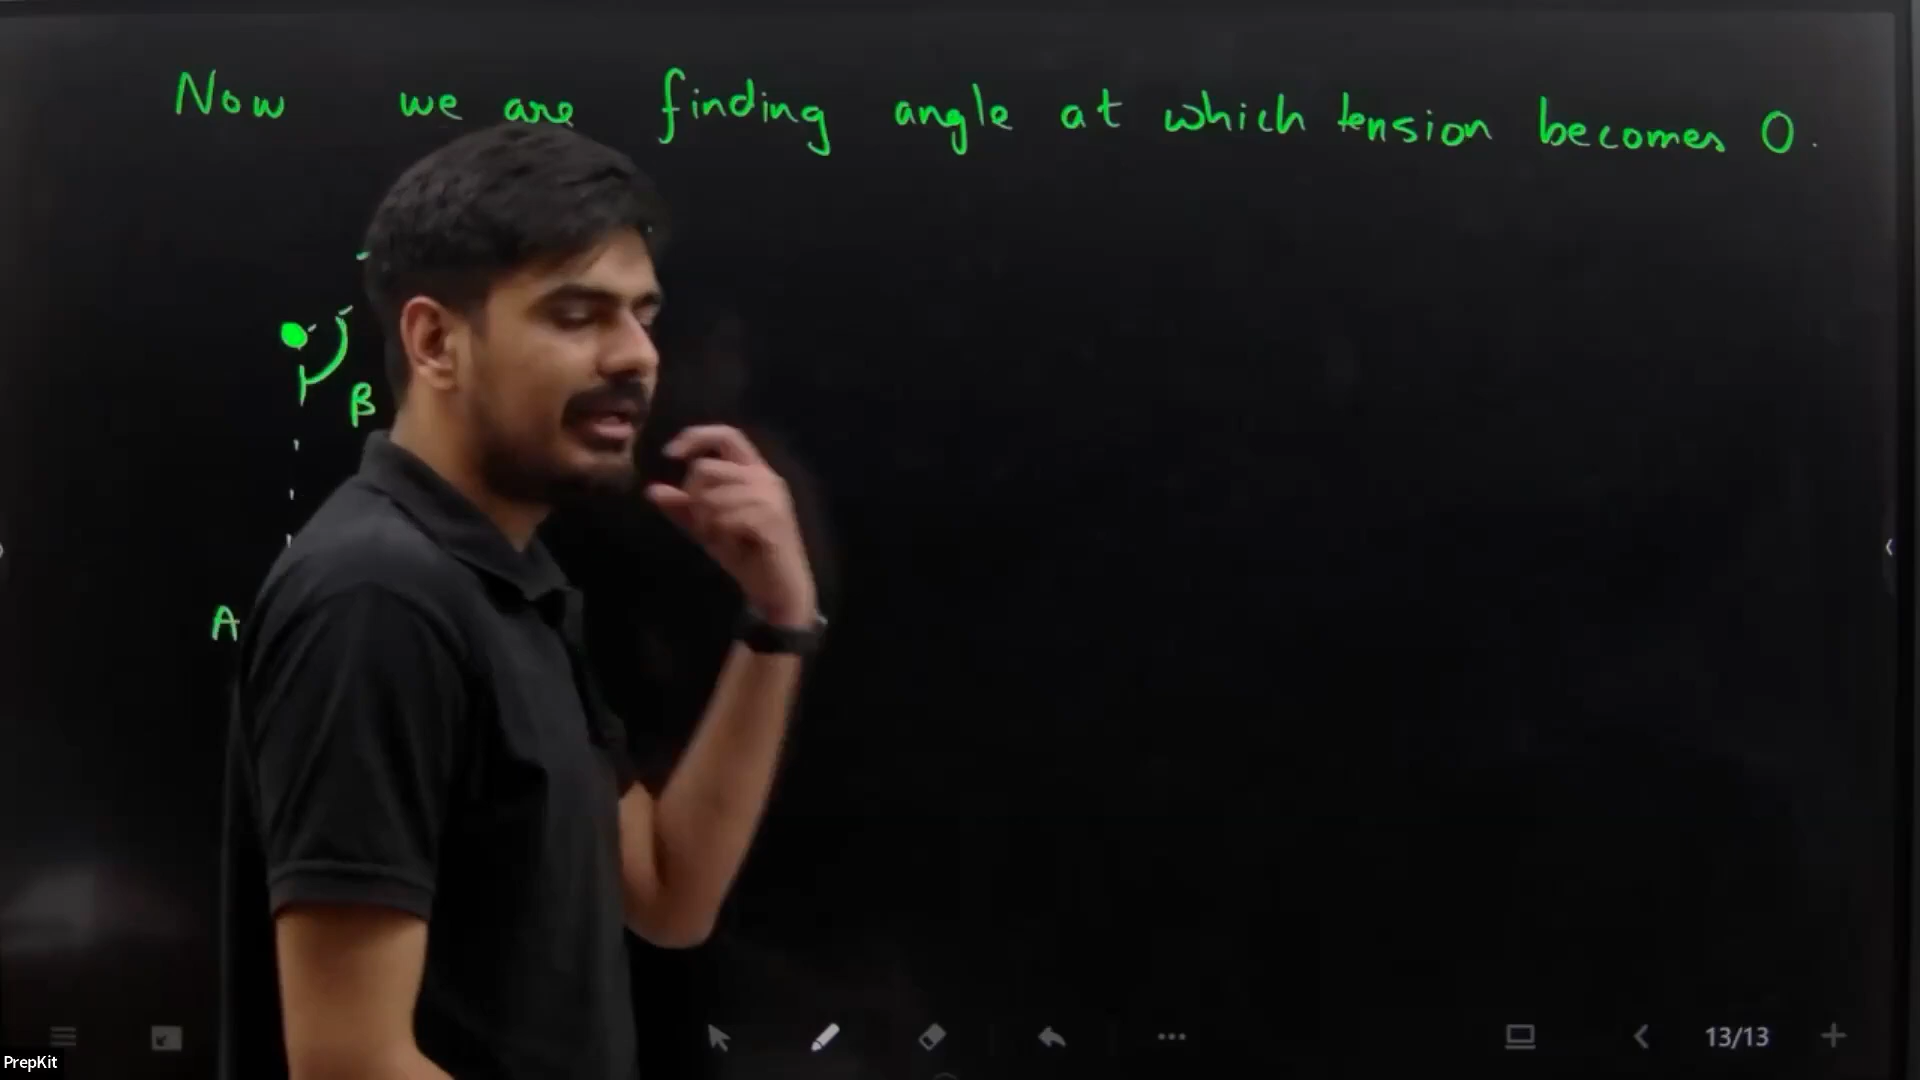 Now we are finding angle at which tension becomes 0.
β
A
13/13
PrepKit